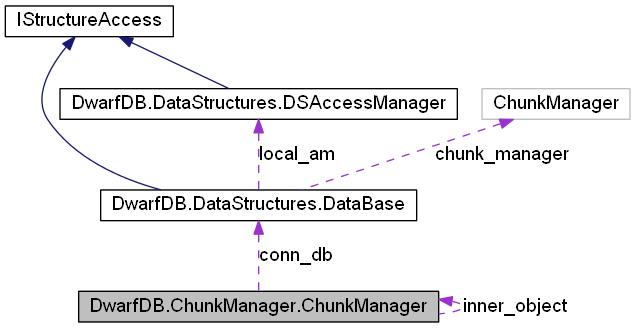 IStructureAccess
DwarfDB.DataStructures.DSAccessManager
ChunkManager
local_am
chunk_manager
DwarfDB.DataStructures.DataBase
conn_db
DwarfDB.ChunkManager.ChunkManager
inner_object